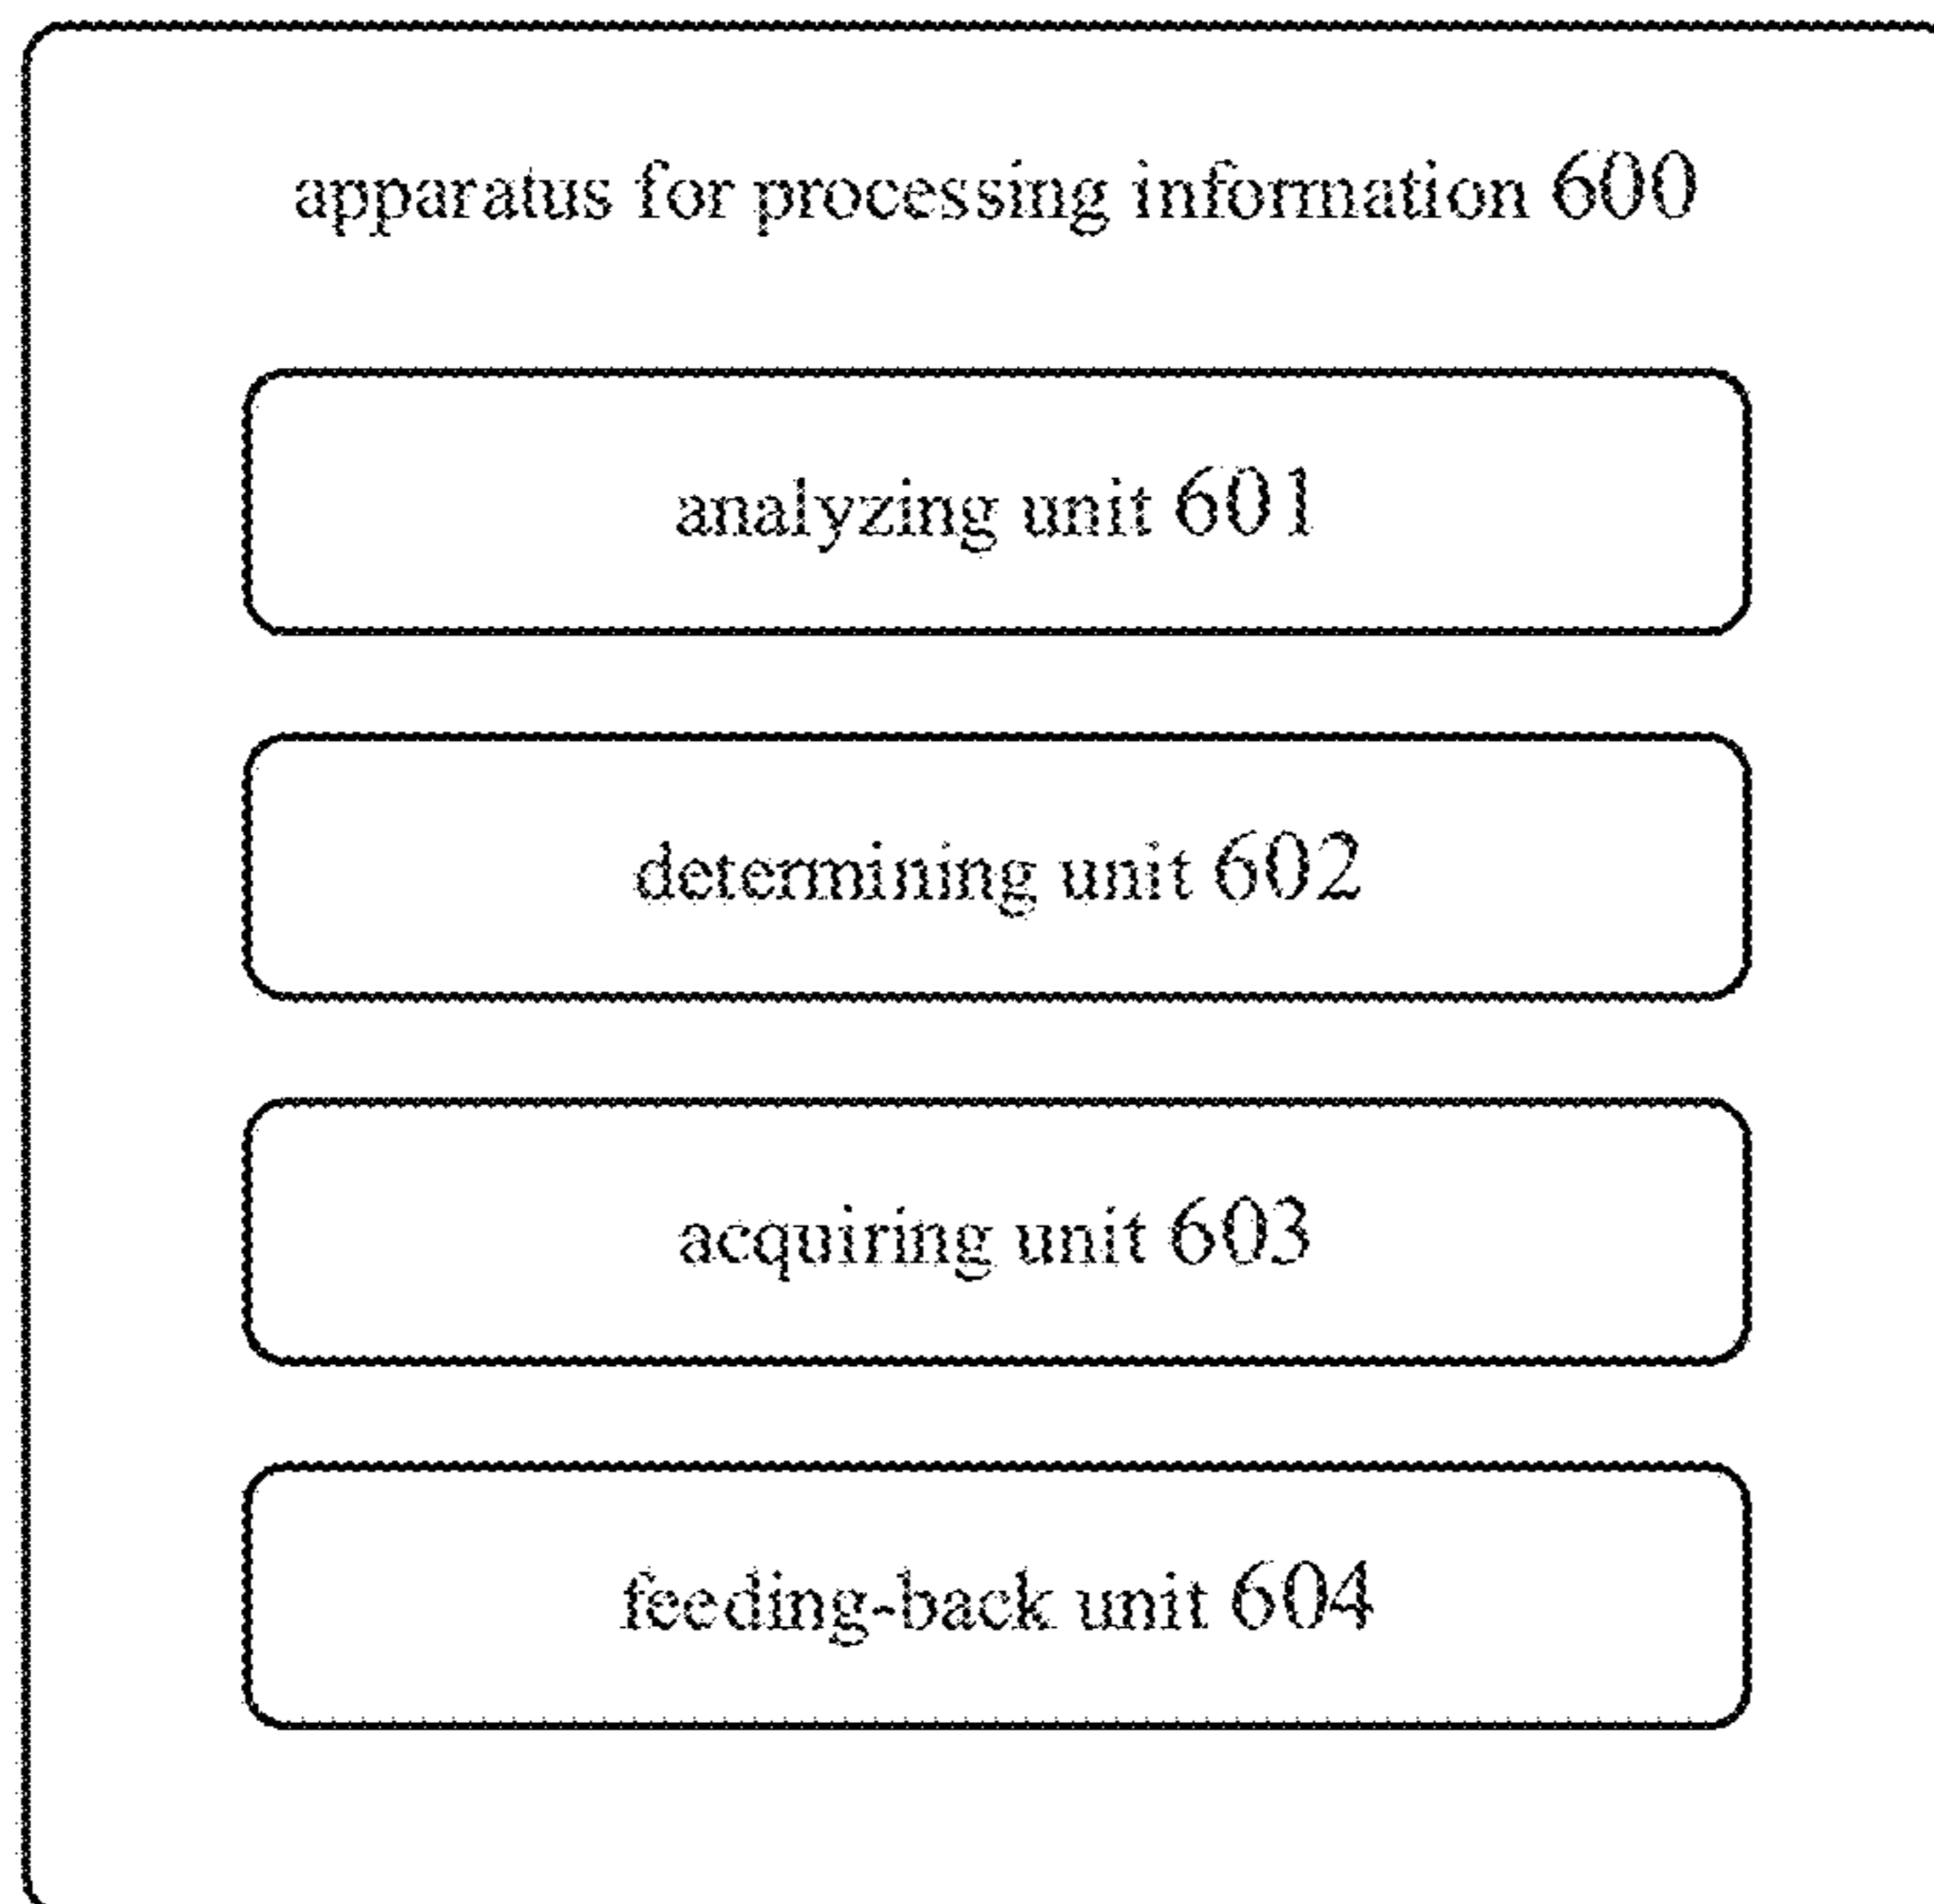 apparatus for processing information 600
analyzing unit 601
determining unit 602
acquiring unit 603
feeding-back unit 604